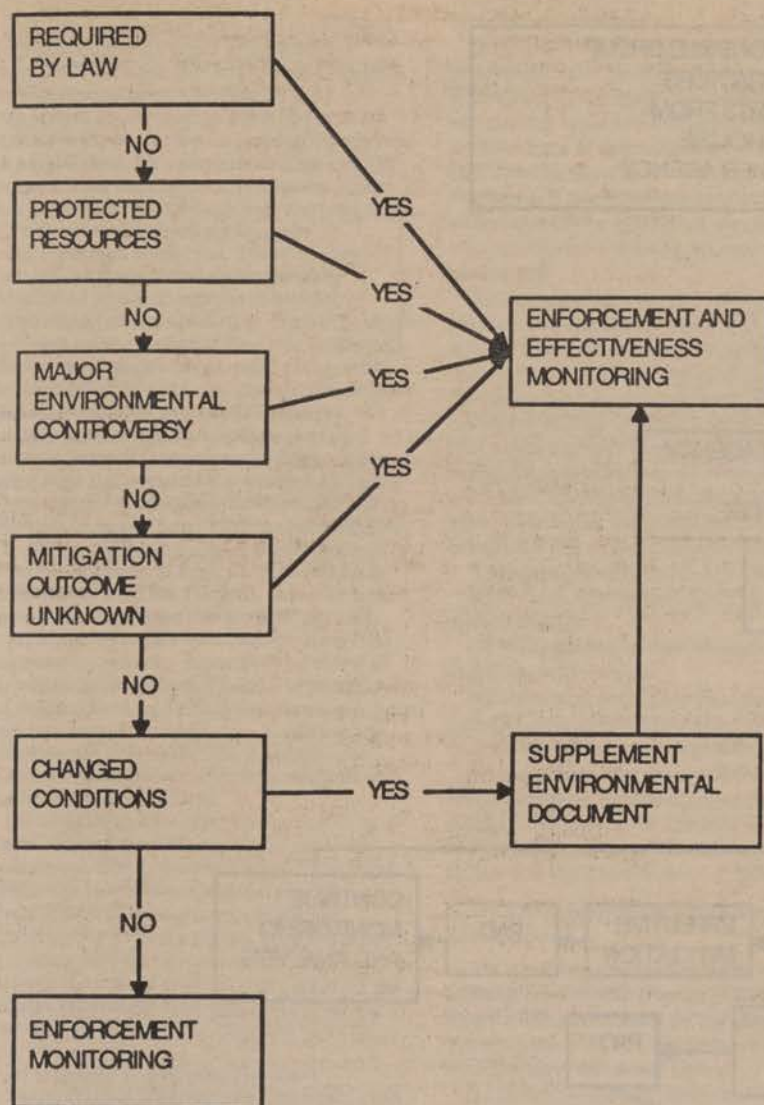 REQUIRED
BY LAW
NO
YES
PROTECTED
RESOURCES
YES
NO
ENFORCEMENT AND
EFFECTIVENESS
MONITORING
MAJOR
ENVIRONMENTAL
CONTROVERSY
YES
YES
NO
MITIGATION
OUTCOME
UNKNOWN
NO
CHANGED
CONDITIONS
YES
SUPPLEMENT
ENVIRONMENTAL
DOCUMENT
NO
ENFORCEMENT
MONITORING